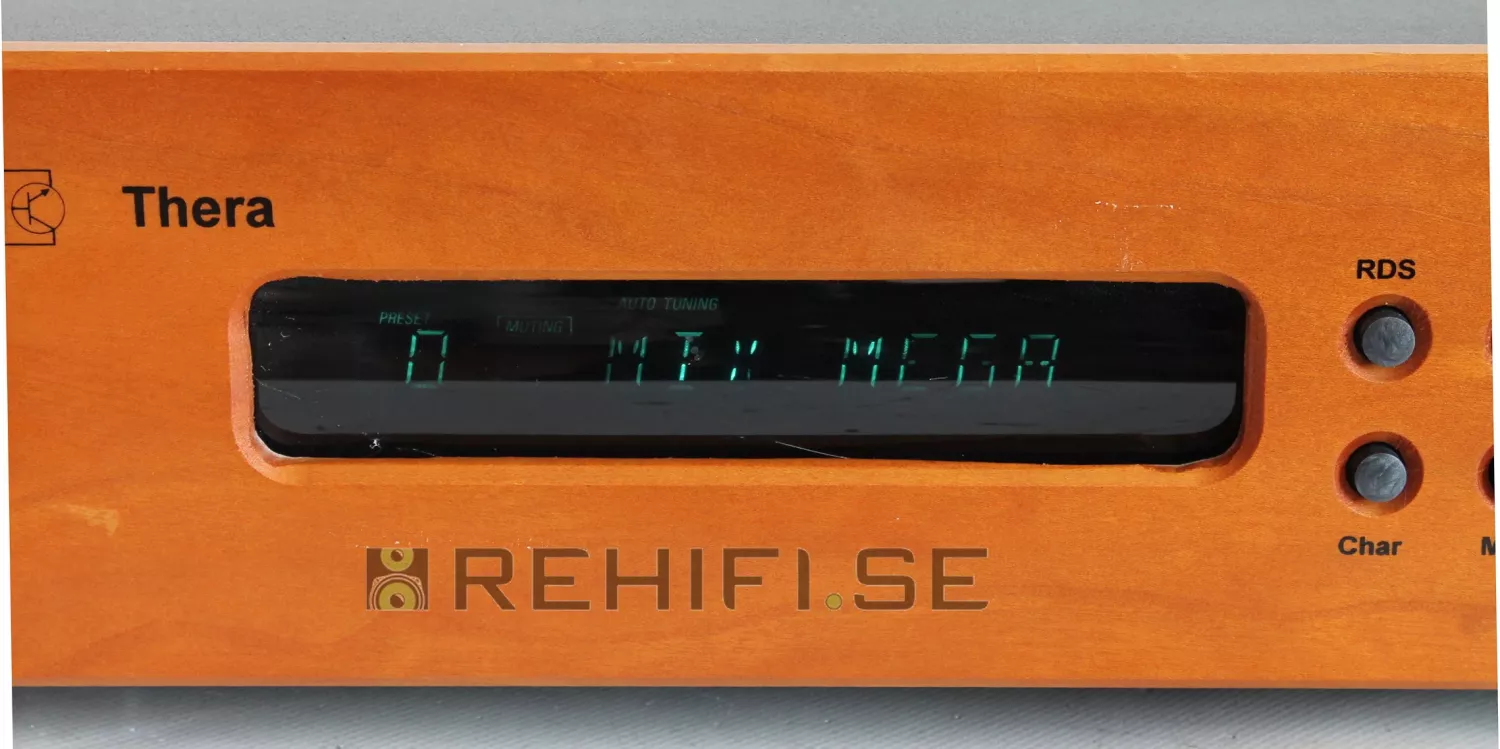 Thera
RDS
AUTO TUNING
PRESET
MUTING
0 MIX MEGA
Char
REHIFI.SE